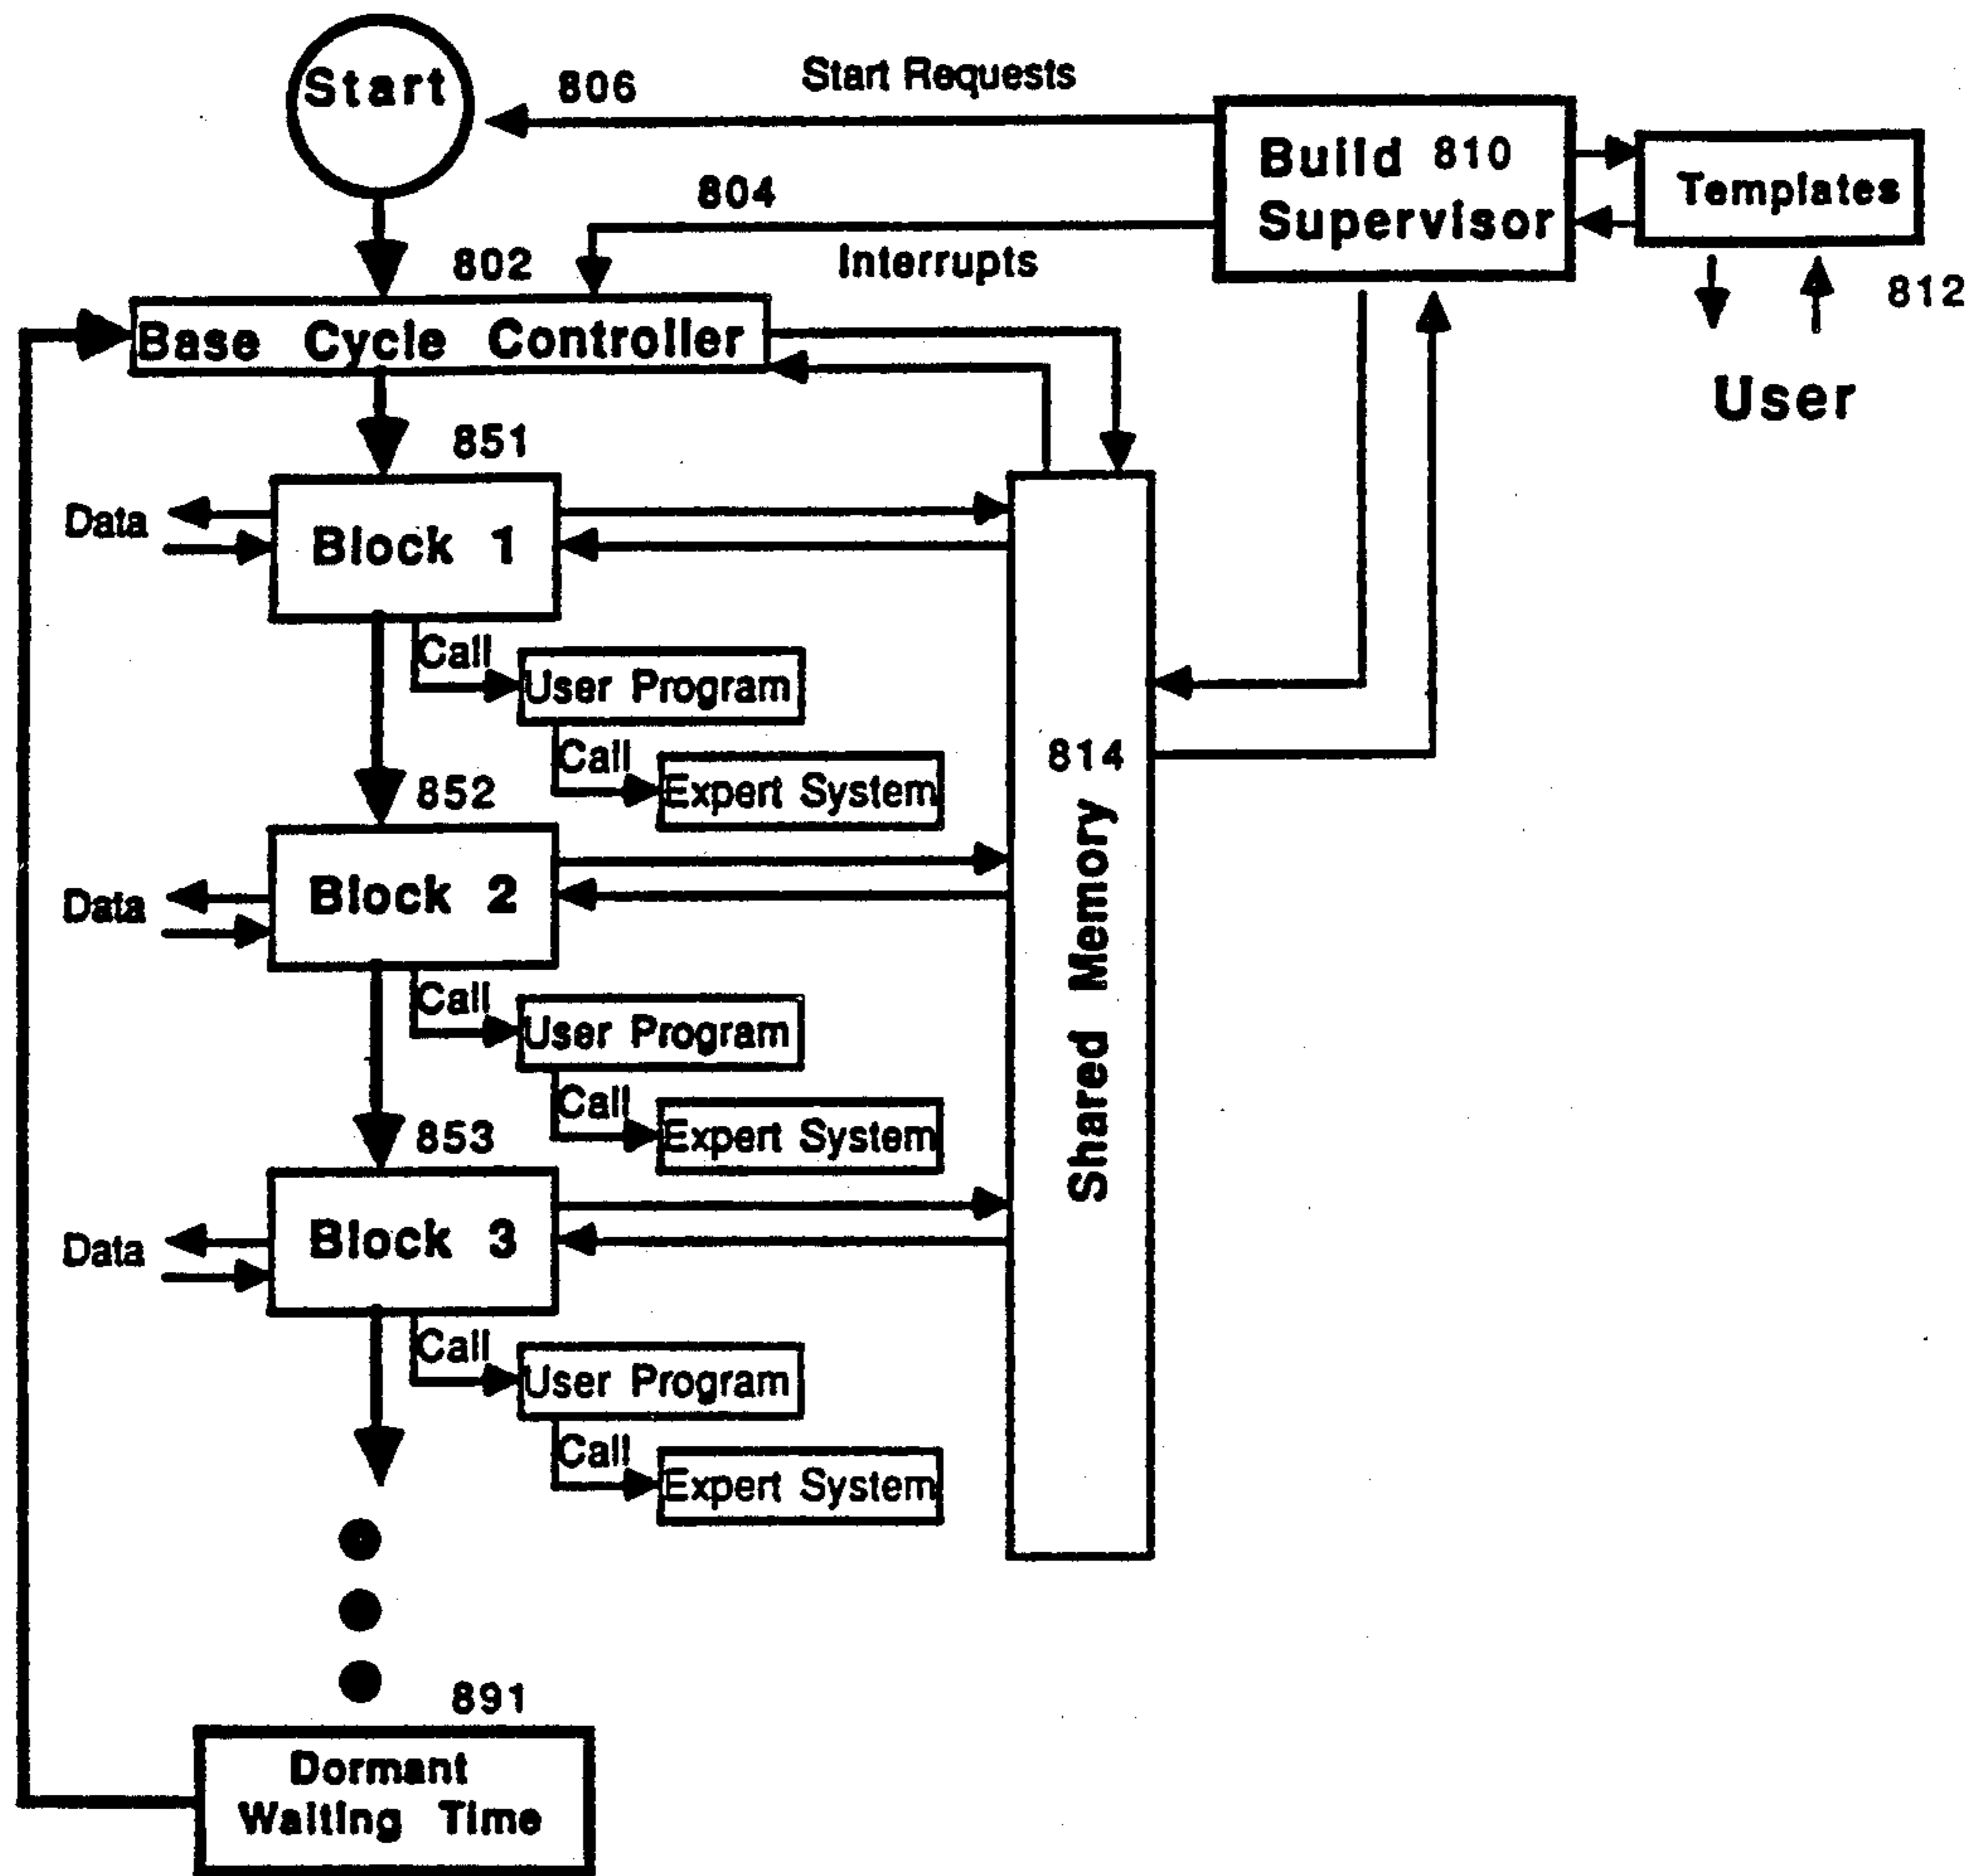 Start
806
Start Requests
Build 810
Supervisor
Templates
804
Interrupts
812
User
802
Base Cycle Controller
851
Data
Block 1
Call
User Program
Call
Expert System
814
Shared Memory
852
Data
Block 2
Call
User Program
Call
Expert System
853
Data
Block 3
Call
User Program
Call
Expert System
891
Dormant
Waiting Time